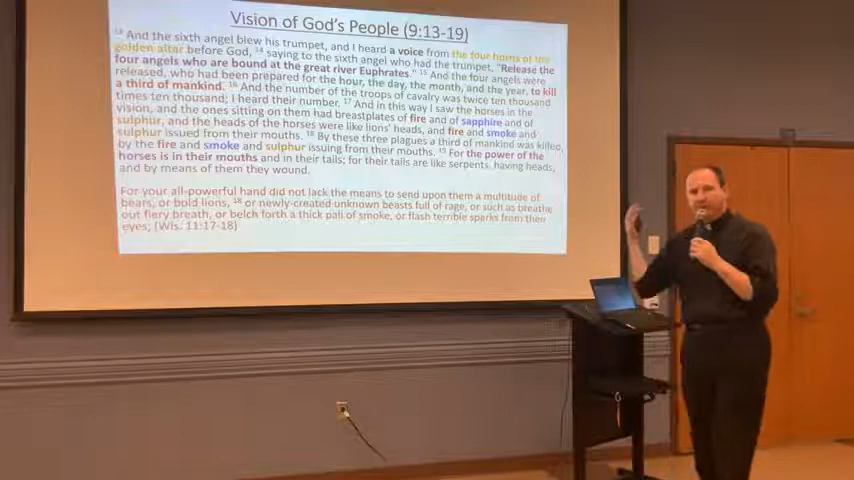 Vision of God's People (9:13-19)
13 And the sixth angel blew his trumpet, and I heard a voice from the four horns of the
golden altar before God, 14 saying to the sixth angel who had the trumpet, "Release the
four angels who are bound at the great river Euphrates." 15 And the four angels were
released, who had been prepared for the hour, the day, the month, and the year, to kill
a third of mankind. 16 And the number of the troops of cavalry was twice ten thousand
times ten thousand; I heard their number. 17 And in this way I saw the horses in the
vision, and the ones sitting on them had breastplates of fire and of sapphire and of
sulphur, and the heads of the horses were like lions' heads, and fire and smoke and
sulphur issued from their mouths. 18 By these three plagues a third of mankind was killed,
by the fire and smoke and sulphur issuing from their mouths. 19 For the power of the
horses is in their mouths and in their tails; for their tails are like serpents, having heads,
and by means of them they wound.
For your all-powerful hand did not lack the means to send upon them a multitude of
bears, or bold lions, 18 or newly-created unknown beasts full of rage, or such as breathe
out fiery breath, or belch forth a thick pall of smoke, or flash terrible sparks from their
eyes; (Wis. 11:17-18)